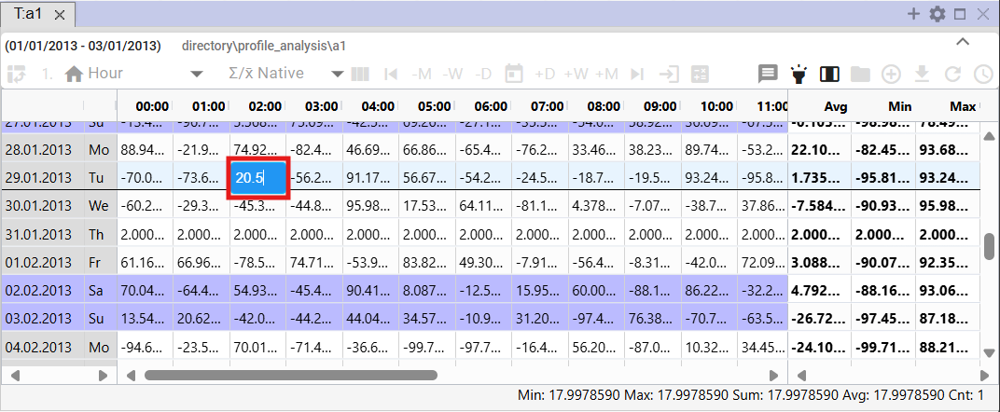 T:a1
(01/01/2013 - 03/01/2013) directory\profile_analysis\a1
1. Hour Σ/x̄ Native -M -W -D +D +W +M
00:00 01:00 02:00 03:00 04:00 05:00 06:00 07:00 08:00 09:00 10:00 11:00 Avg Min Max
27.01.2013 Su
28.01.2013 Mo 88.94... -21.9... 74.92... -82.4... 46.69... 66.86... -65.4... -76.2... 33.46... 38.23... 89.74... -53.2... 22.10... -82.45... 93.68...
29.01.2013 Tu -70.0... -73.6... 20.5 -56.2... 91.17... 56.67... -54.2... -24.5... -18.7... -19.5... 93.24... -95.8... 1.735... -95.81... 93.24...
30.01.2013 We -60.2... -29.3... -45.3... -44.8... 95.98... 17.53... 64.11... -81.1... 4.378... -7.07... -38.7... 37.86... -7.584... -90.93... 95.98...
31.01.2013 Th 2.000... 2.000... 2.000... 2.000... 2.000... 2.000... 2.000... 2.000... 2.000... 2.000... 2.000... 2.000... 2.000... 2.000... 2.000...
01.02.2013 Fr 61.16... 66.96... -78.5... 74.71... -53.9... 83.82... 49.30... -7.91... -56.4... -8.31... -42.0... 72.09... 3.088... -90.07... 92.35...
02.02.2013 Sa 70.04... -64.4... 54.93... -45.4... 90.41... 8.087... -12.5... 15.95... 60.00... -88.1... 86.22... -32.2... 4.792... -88.16... 93.06...
03.02.2013 Su 13.54... 20.62... -42.0... -44.2... 44.04... 34.57... -10.9... 31.20... -97.4... 76.38... -70.7... -63.5... -26.72... -97.45... 87.18...
04.02.2013 Mo -94.6... -23.5... 70.01... -71.4... -36.6... -99.7... -97.7... -16.4... 56.20... -87.0... 10.32... 34.45... -24.10... -99.71... 88.21...
Min: 17.9978590 Max: 17.9978590 Sum: 17.9978590 Avg: 17.9978590 Cnt: 1